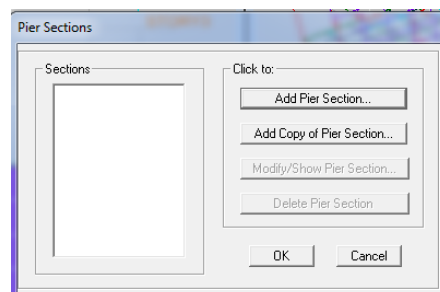 Pier Sections
Sections
Click to:
Add Pier Section...
Add Copy of Pier Section...
Modify/Show Pier Section...
Delete Pier Section
OK
Cancel